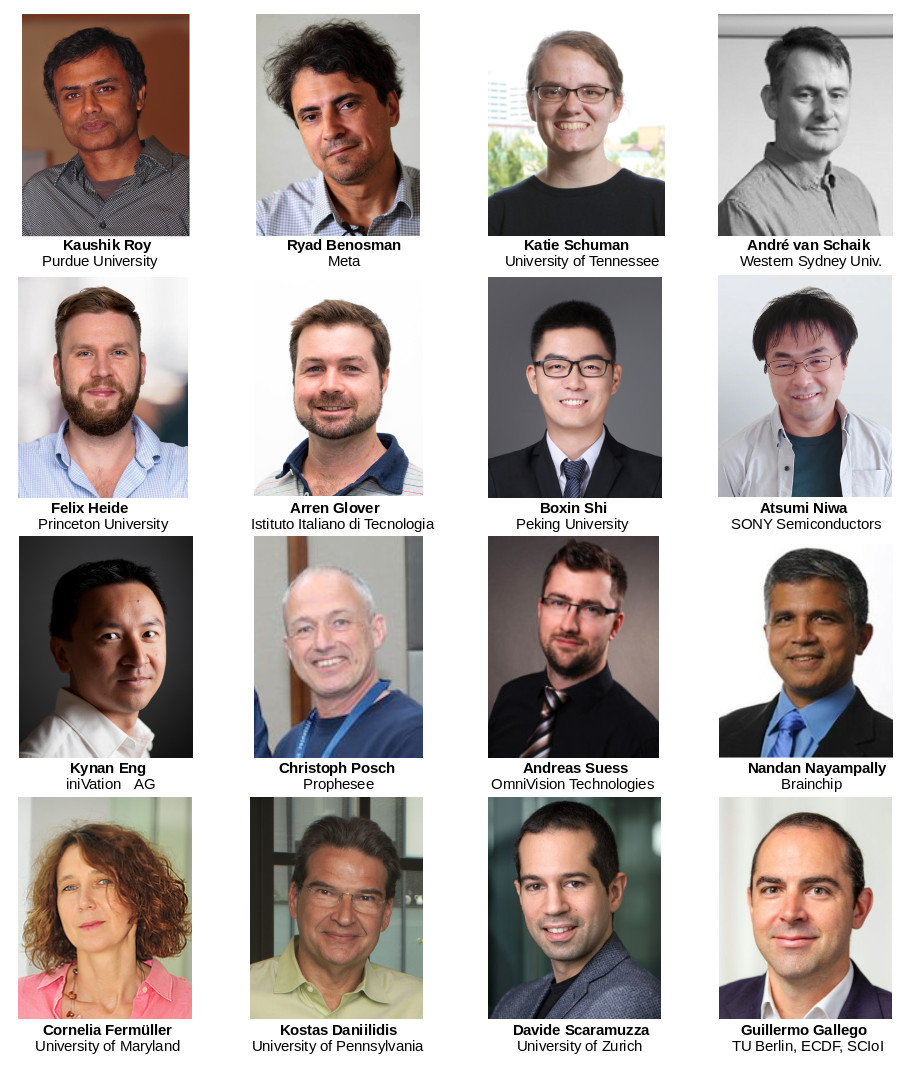 Kaushik Roy
Purdue University
Ryad Benosman
Meta
Katie Schuman
University of Tennessee
André van Schaik
Western Sydney Univ.
Felix Heide
Princeton University
Arren Glover
Istituto Italiano di Tecnologia
Boxin Shi
Peking University
Atsumi Niwa
SONY Semiconductors
Kynan Eng
iniVation AG
Christoph Posch
Prophesee
Andreas Suess
OmniVision Technologies
Nandan Nayampally
Brainchip
Cornelia Fermüller
University of Maryland
Kostas Daniilidis
University of Pennsylvania
Davide Scaramuzza
University of Zurich
Guillermo Gallego
TU Berlin, ECDF, SCIoI